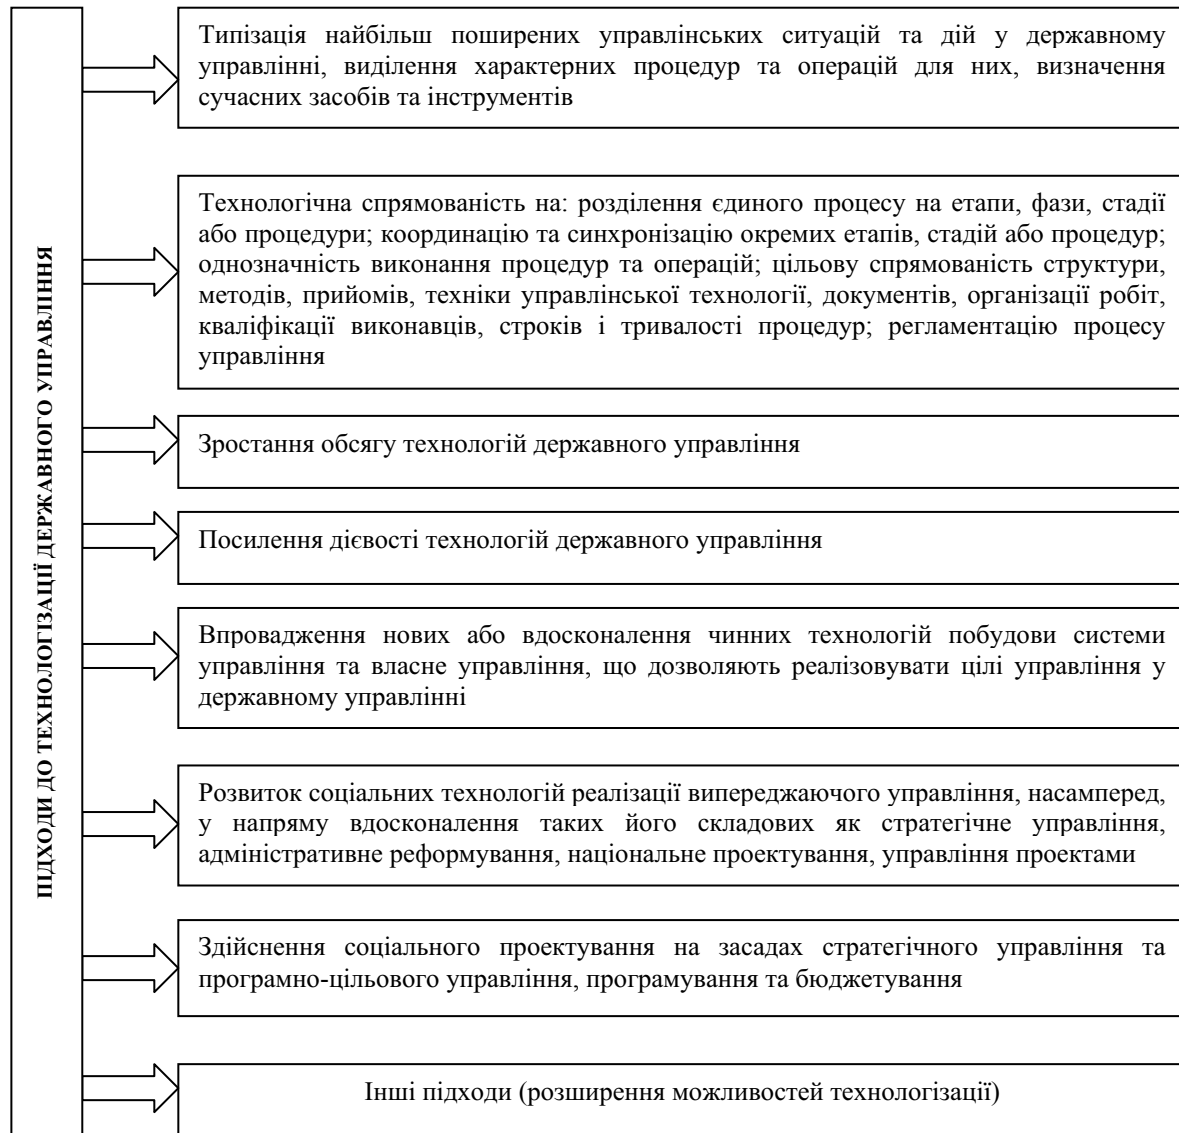 ПІДХОДИ ДО ТЕХНОЛОГІЗАЦІЇ ДЕРЖАВНОГО УПРАВЛІННЯ
Типізація найбільш поширених управлінських ситуацій та дій у державному
управлінні, виділення характерних процедур та операцій для них, визначення
сучасних засобів та інструментів
Технологічна спрямованість на: розділення єдиного процесу на етапи, фази, стадії
або процедури; координацію та синхронізацію окремих етапів, стадій або процедур;
однозначність виконання процедур та операцій; цільову спрямованість структури,
методів, прийомів, техніки управлінської технології, документів, організації робіт,
кваліфікації виконавців, строків і тривалості процедур; регламентацію процесу
управління
Зростання обсягу технологій державного управління
Посилення дієвості технологій державного управління
Впровадження нових або вдосконалення чинних технологій побудови системи
управління та власне управління, що дозволяють реалізовувати цілі управління у
державному управлінні
Розвиток соціальних технологій реалізації випереджаючого управління, насамперед,
у напряму вдосконалення таких його складових як стратегічне управління,
адміністративне реформування, національне проектування, управління проектами
Здійснення соціального проектування на засадах стратегічного управління та
програмно-цільового управління, програмування та бюджетування
Інші підходи (розширення можливостей технологізації)